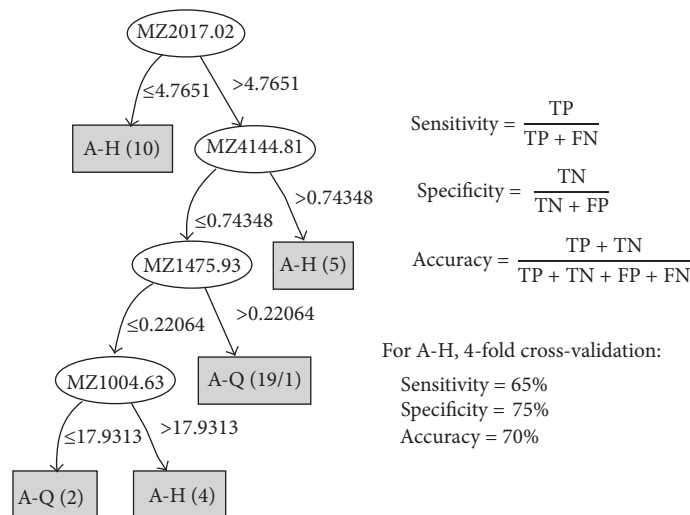 MZ2017.02
≤4.7651
>4.7651
A-H (10)
MZ4144.81
≤0.74348
>0.74348
MZ1475.93
A-H (5)
≤0.22064
>0.22064
MZ1004.63
A-Q (19/1)
≤17.9313
>17.9313
A-Q (2)
A-H (4)
Sensitivity = TP / TP + FN
Specificity = TN / TN + FP
Accuracy = TP + TN / TP + TN + FP + FN
For A-H, 4-fold cross-validation:
Sensitivity = 65%
Specificity = 75%
Accuracy = 70%